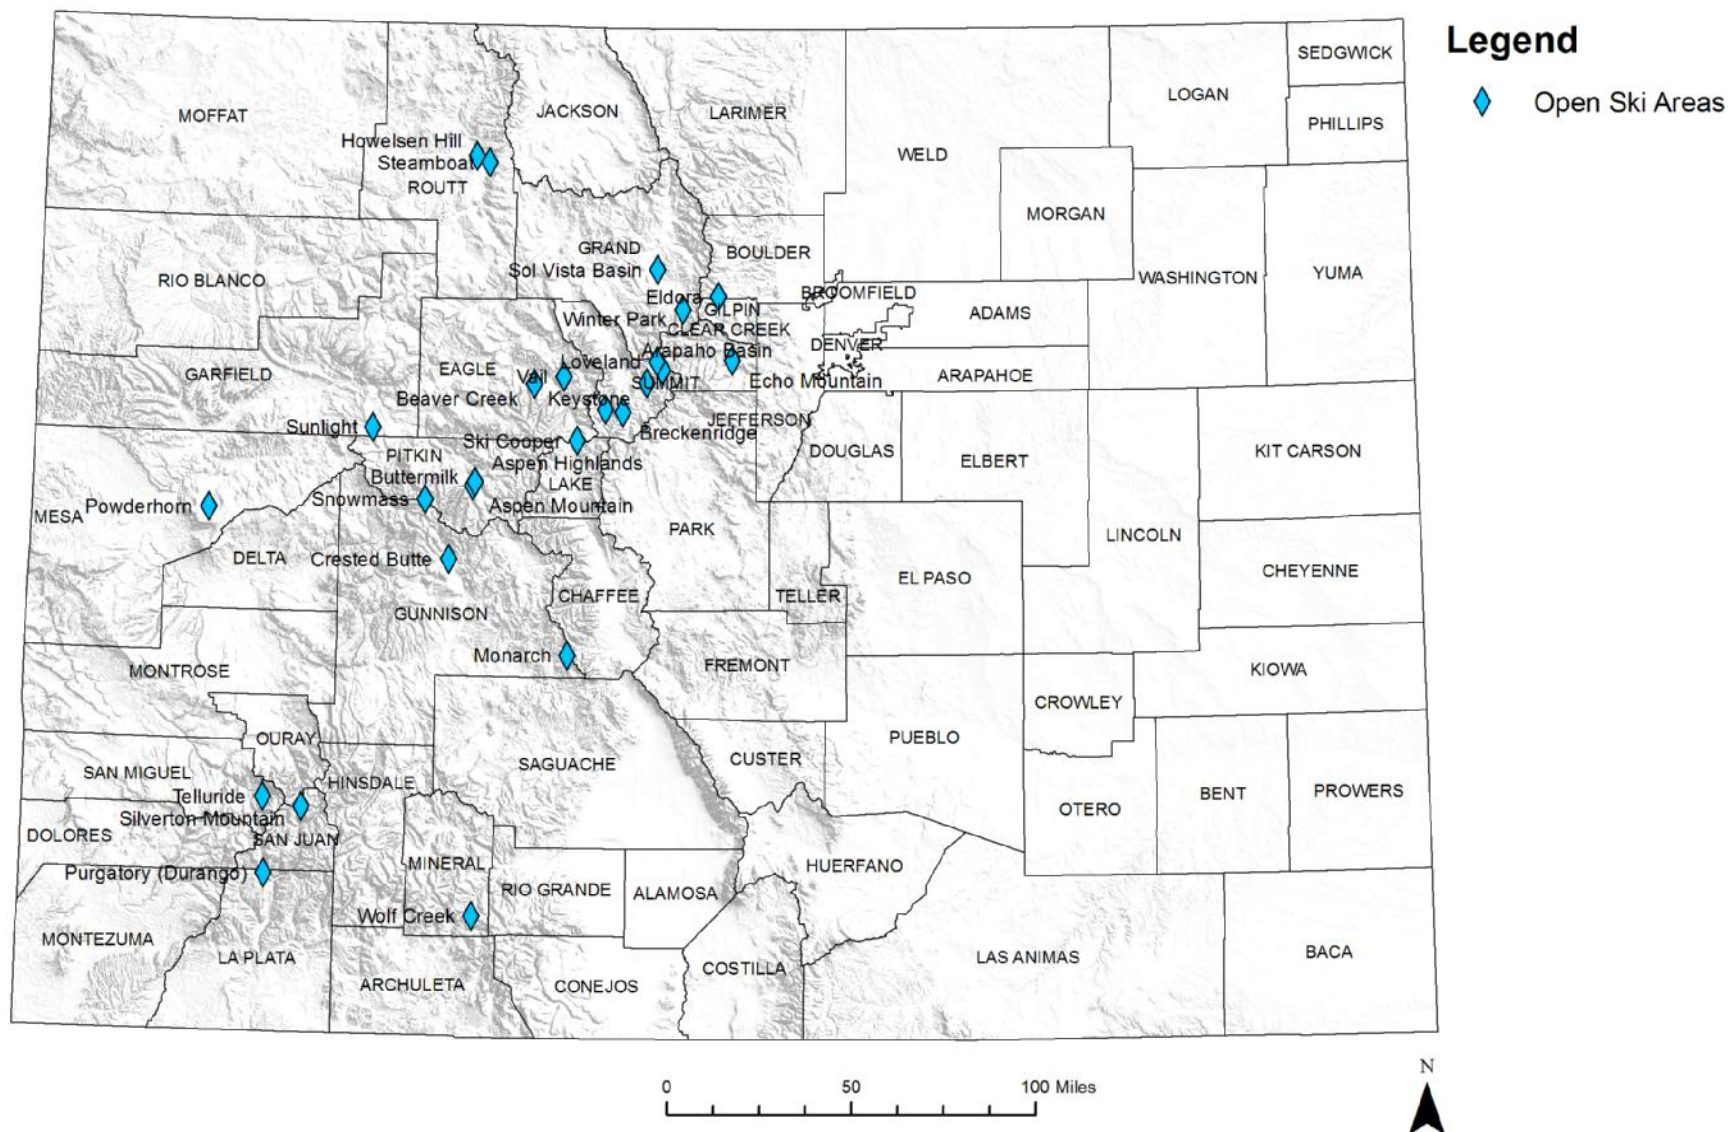 Legend
Open Ski Areas
SEDGWICK
LOGAN
PHILLIPS
MOFFAT
JACKSON
LARIMER
Howelsen Hill
Steamboat
ROUTT
WELD
MORGAN
GRAND
Sol Vista Basin
BOULDER
RIO BLANCO
WASHINGTON
YUMA
Eldora
BROOMFIELD
GILPIN
Winter Park
CLEAR CREEK
ADAMS
DENVER
Arapaho Basin
Loveland
EAGLE
Vail
SUMMIT
Echo Mountain
ARAPAHOE
GARFIELD
Beaver Creek
Keystone
JEFFERSON
Sunlight
Breckenridge
Ski Cooper
DOUGLAS
ELBERT
KIT CARSON
PITKIN
Aspen Highlands
Buttermilk
LAKE
Snowmass
Aspen Mountain
MESA
Powderhorn
PARK
LINCOLN
DELTA
Crested Butte
EL PASO
CHEYENNE
CHAFFEE
TELLER
GUNNISON
Monarch
MONTROSE
FREMONT
KIOWA
CROWLEY
OURAY
PUEBLO
SAN MIGUEL
HINSDALE
SAGUACHE
CUSTER
Telluride
Silverton Mountain
OTERO
BENT
PROWERS
DOLORES
SAN JUAN
MINERAL
HUERFANO
Purgatory (Durango)
RIO GRANDE
ALAMOSA
Wolf Creek
MONTEZUMA
LA PLATA
ARCHULETA
CONEJOS
COSTILLA
LAS ANIMAS
BACA
0 50 100 Miles
N